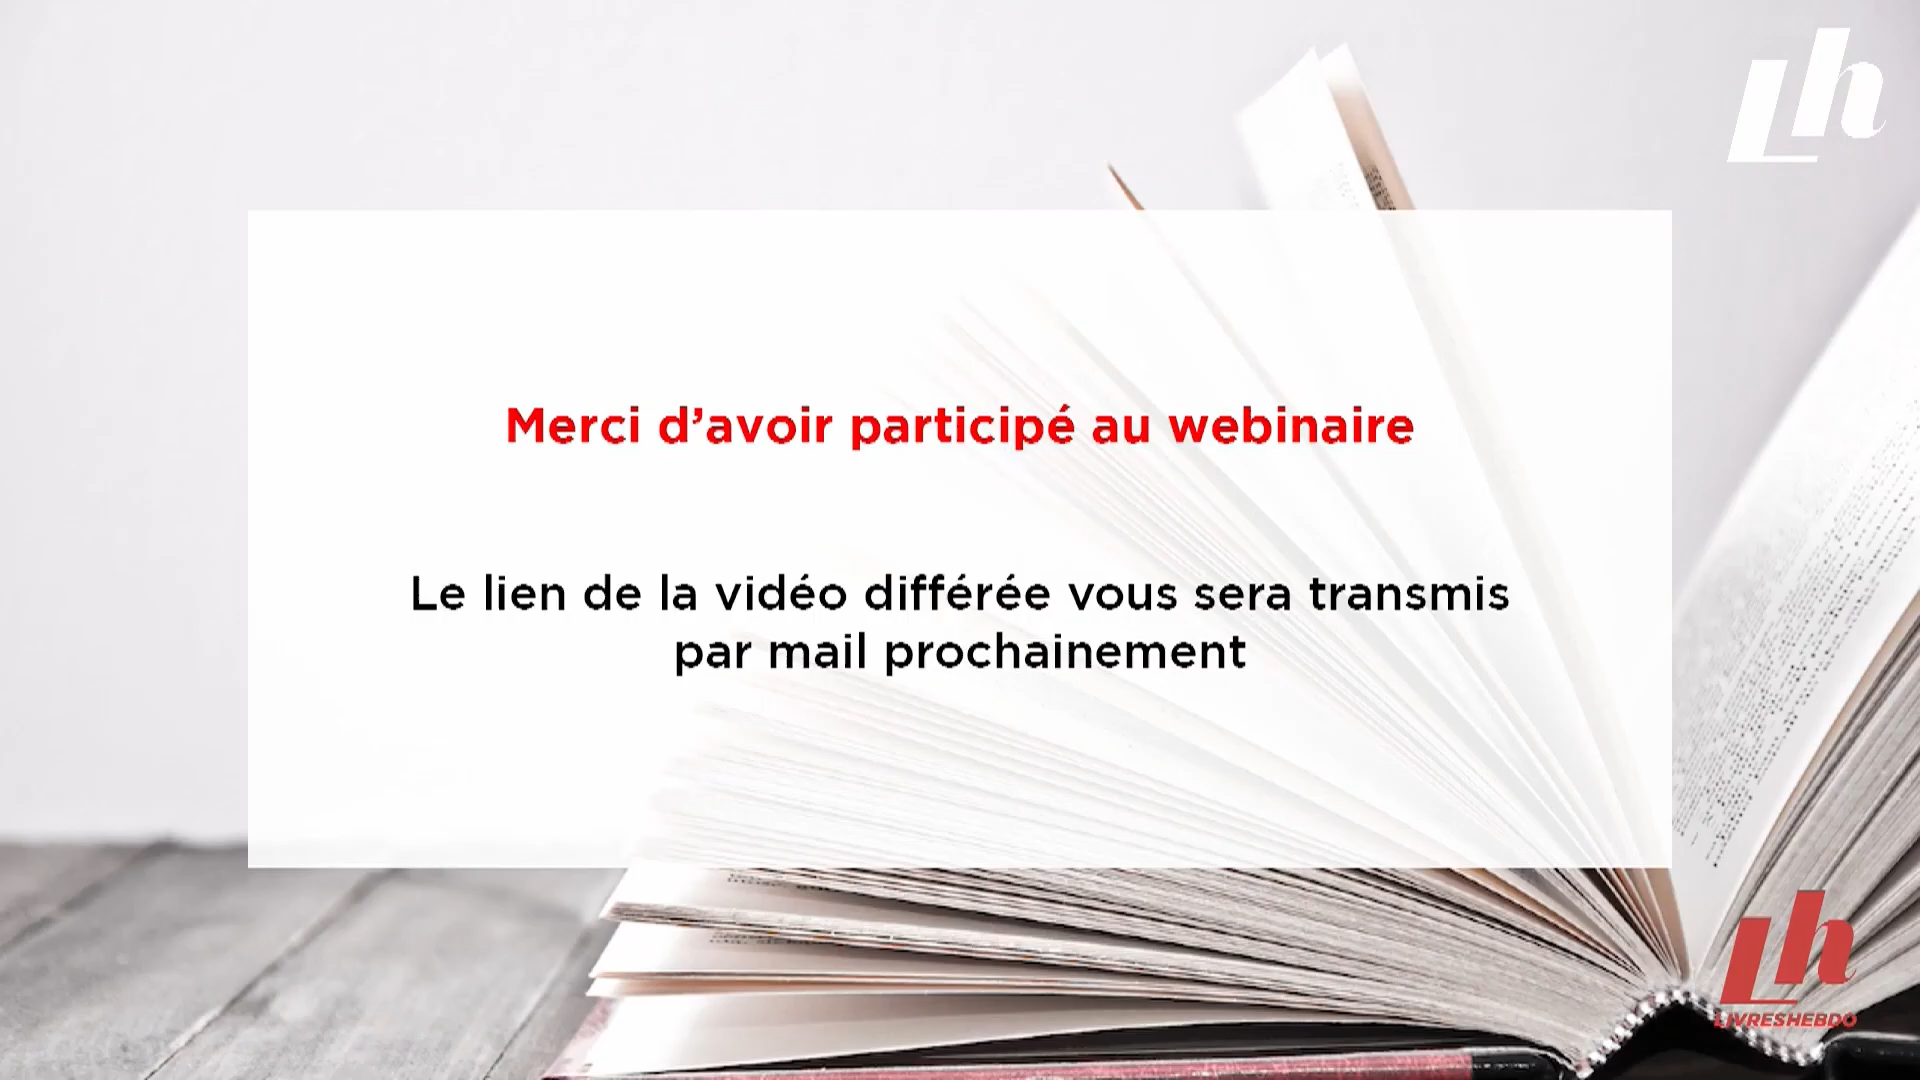 Lh
Merci d’avoir participé au webinaire
Le lien de la vidéo différée vous sera transmis
par mail prochainement
Lh
LIVRESHEBDO